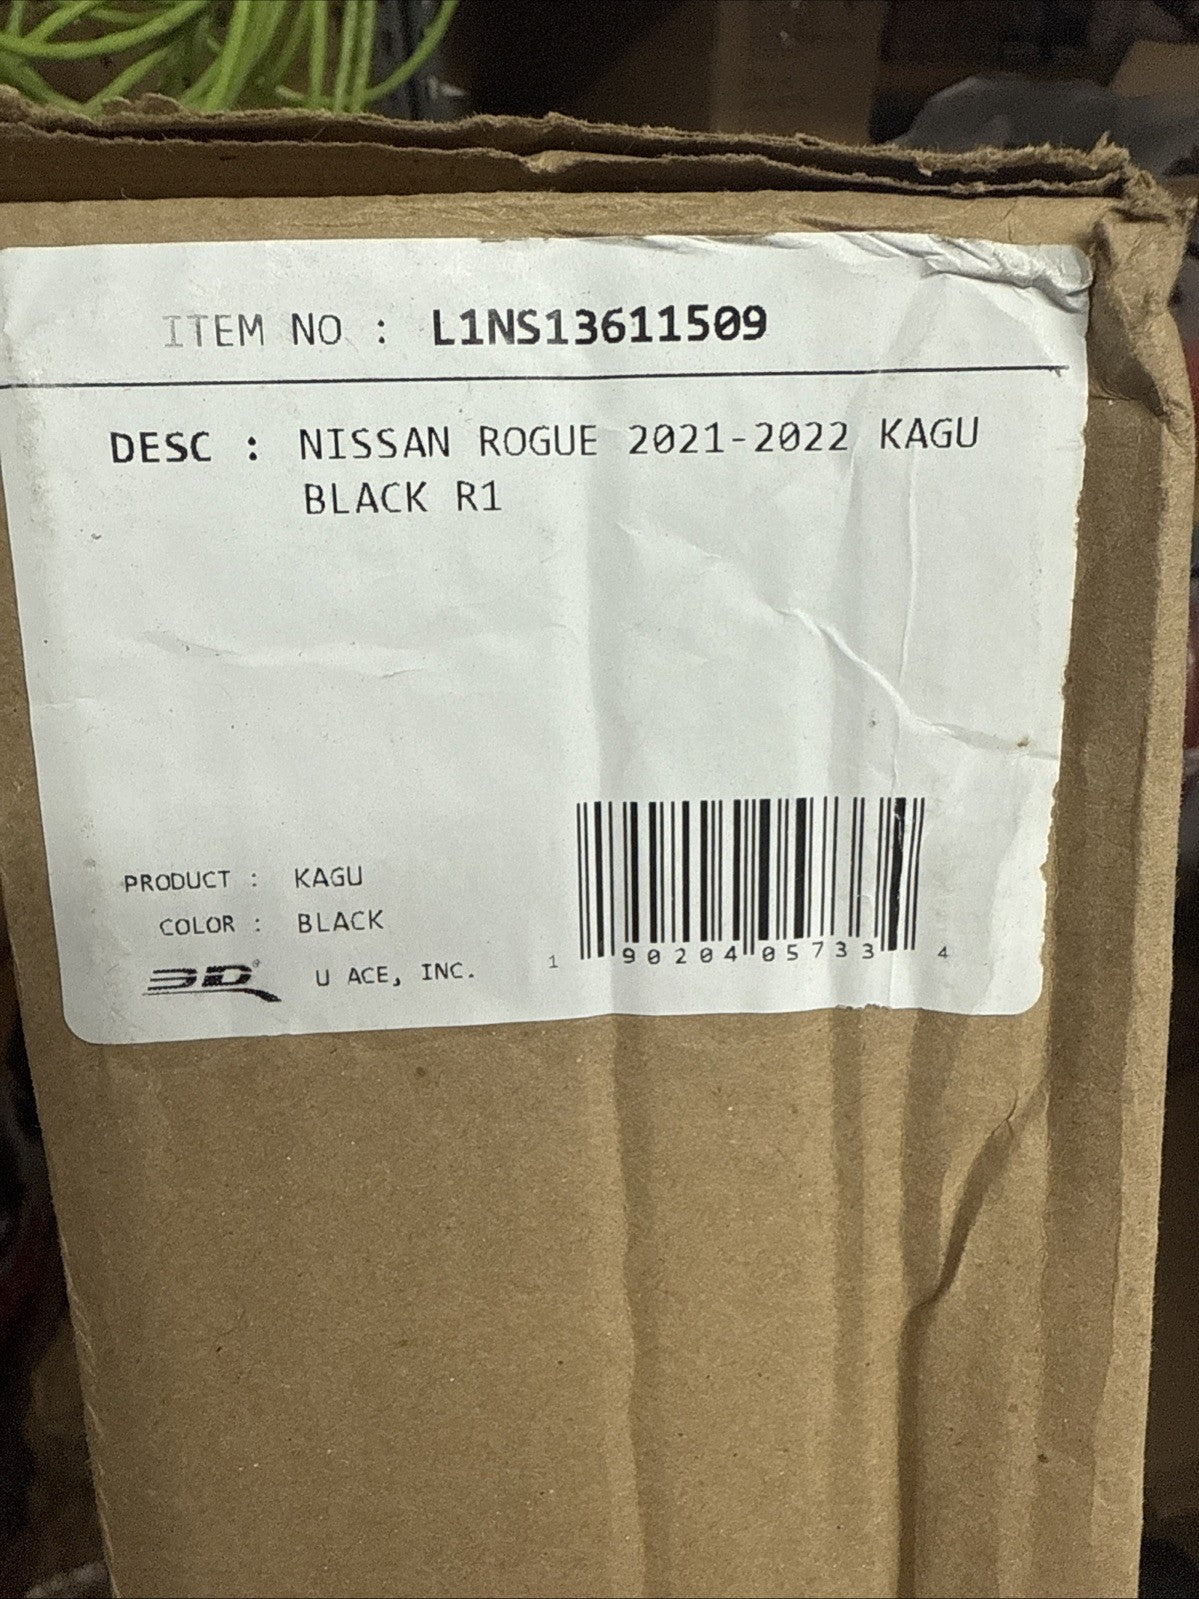 ITEM NO : L1NS13611509
DESC : NISSAN ROGUE 2021-2022 KAGU
BLACK R1
PRODUCT : KAGU
COLOR : BLACK
3D® U ACE, INC.
1 90204 05733 4